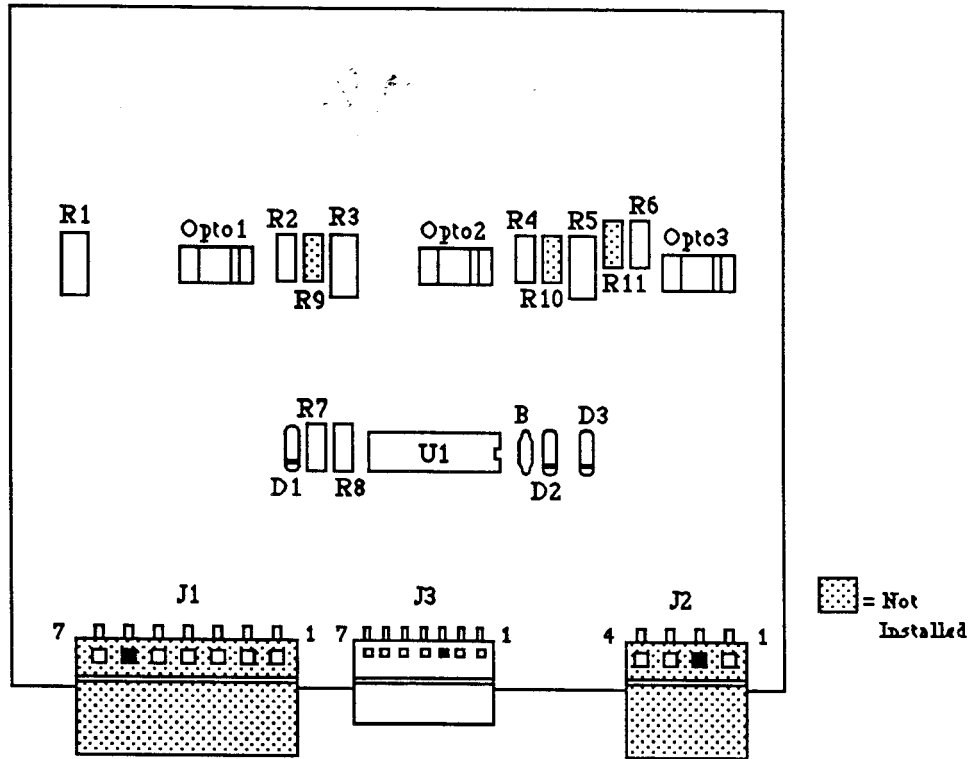 R1
Opto1
R2
R3
R9
Opto2
R4
R5
R6
R10
R11
Opto3
R7
B
D3
U1
D1
R8
D2
J1
J3
J2
7
1
7
1
4
1
= Not
Installed